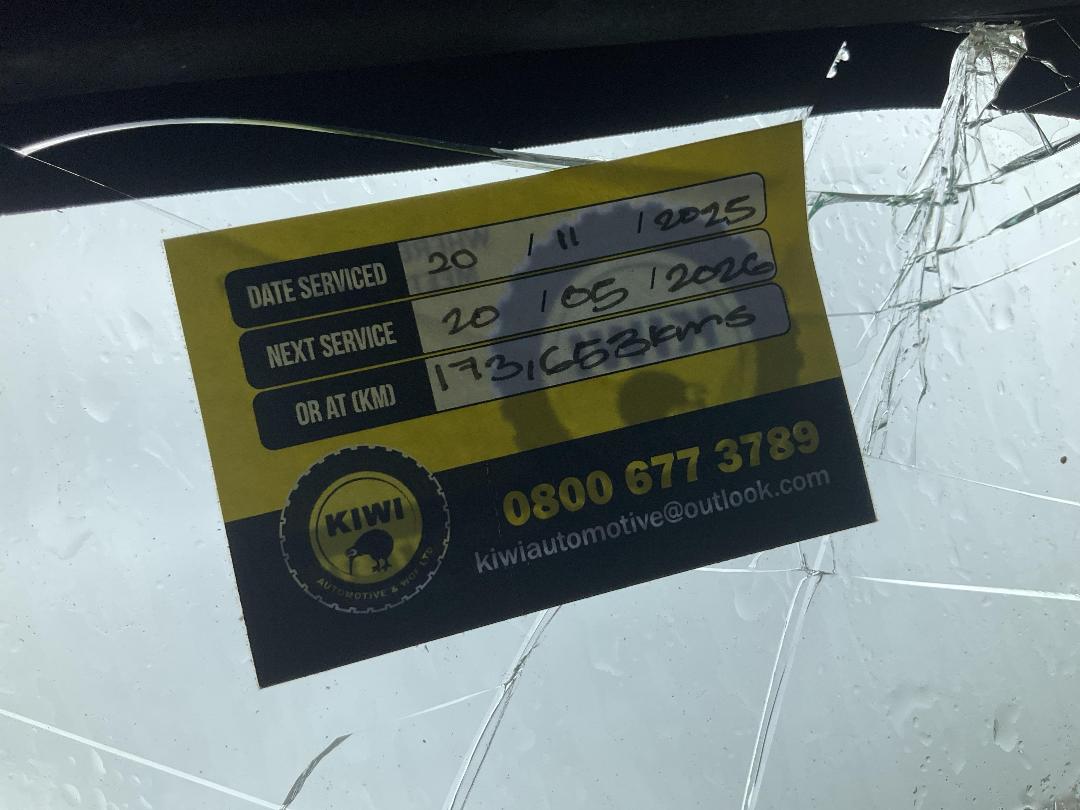 DATE SERVICED 20 / 11 / 2025
NEXT SERVICE 20 / 05 / 2026
OR AT (KM) 173,653kms
0800 677 3789
kiwiautomotive@outlook.com
KIWI
AUTOMOTIVE & WOF LTD